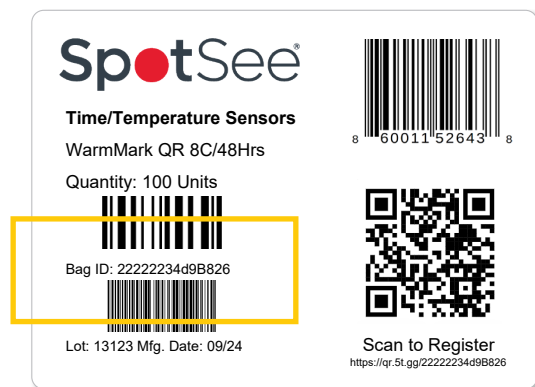 SpotSee®
Time/Temperature Sensors
WarmMark QR 8C/48Hrs
Quantity: 100 Units
Bag ID: 22222234d9B826
Lot: 13123 Mfg. Date: 09/24
8 60011 52643 8
Scan to Register
https://qr.5t.gg/22222234d9B826